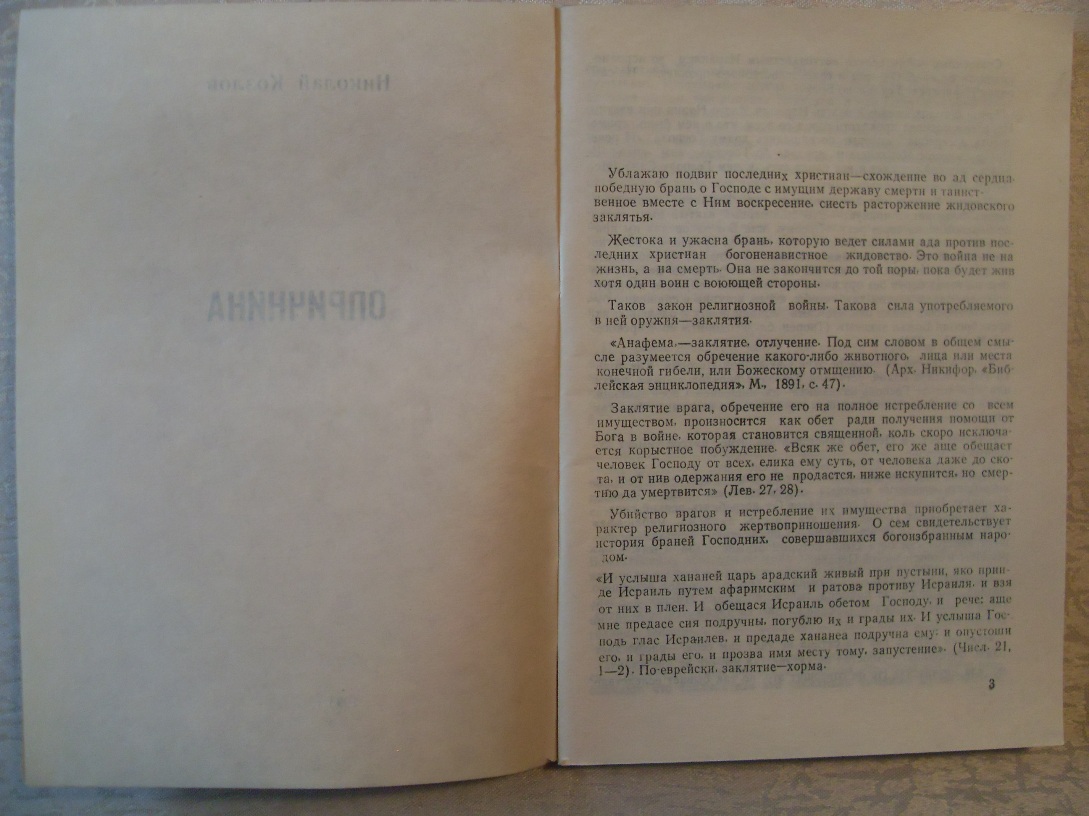 Николай Козлов
ОПРИЧНИНА
Ублажаю подвиг последних христиан—схождение во ад сердца,
победную брань о Господе с имущим державу смерти и таинст-
венное вместе с Ним воскресение, сиесть расторжение жидовского
заклятья.
Жестока и ужасна брань, которую ведет силами ада против пос-
ледних христиан богоненавистное жидовство. Это война не на
жизнь, а на смерть. Она не закончится до той поры, пока будет жив
хотя один воин с воюющей стороны.
Таков закон религиозной войны. Такова сила употребляемого
в ней оружия—заклятия.
«Анафема,—заклятие, отлучение. Под сим словом в общем смы-
сле разумеется обречение какого-либо животного, лица или места
конечной гибели, или Божескому отмщению. (Арх. Никифор, «Биб-
лейская энциклопедия», М., 1891, с. 47).
Заклятие врага, обречение его на полное истребление со всем
имуществом, произносится как обет ради получения помощи от
Бога в войне, которая становится священной, коль скоро исключа-
ется корыстное побуждение. «Всяк же обет, его же аще обещает
человек Господу от всех, елика ему суть, от человека даже до ско-
та, и от нив одержания его не продастся, ниже искупится, но смер-
тию да умертвится» (Лев. 27, 28).
Убийство врагов и истребление их имущества приобретает ха-
рактер религиозного жертвоприношения. О сем свидетельствует
история браней Господних, совершавшихся богоизбранным наро-
дом.
«И услыша хананей царь арадский живый при пустыни, яко прии-
де Исраиль путем афаримским и ратова противу Исраиля, и взя
от них в плен. И обещася Исраиль обетом Господу, и рече: аще
мне предасе сия подручны, погублю их и грады их. И услыша Гос-
подь глас Исраилев, и предаде хананеа подручна ему: и опустоши
его, и грады его, и прозва имя месту тому, запустение». (Числ. 21,
1—2). По-еврейски, заклятие—хорма.
3